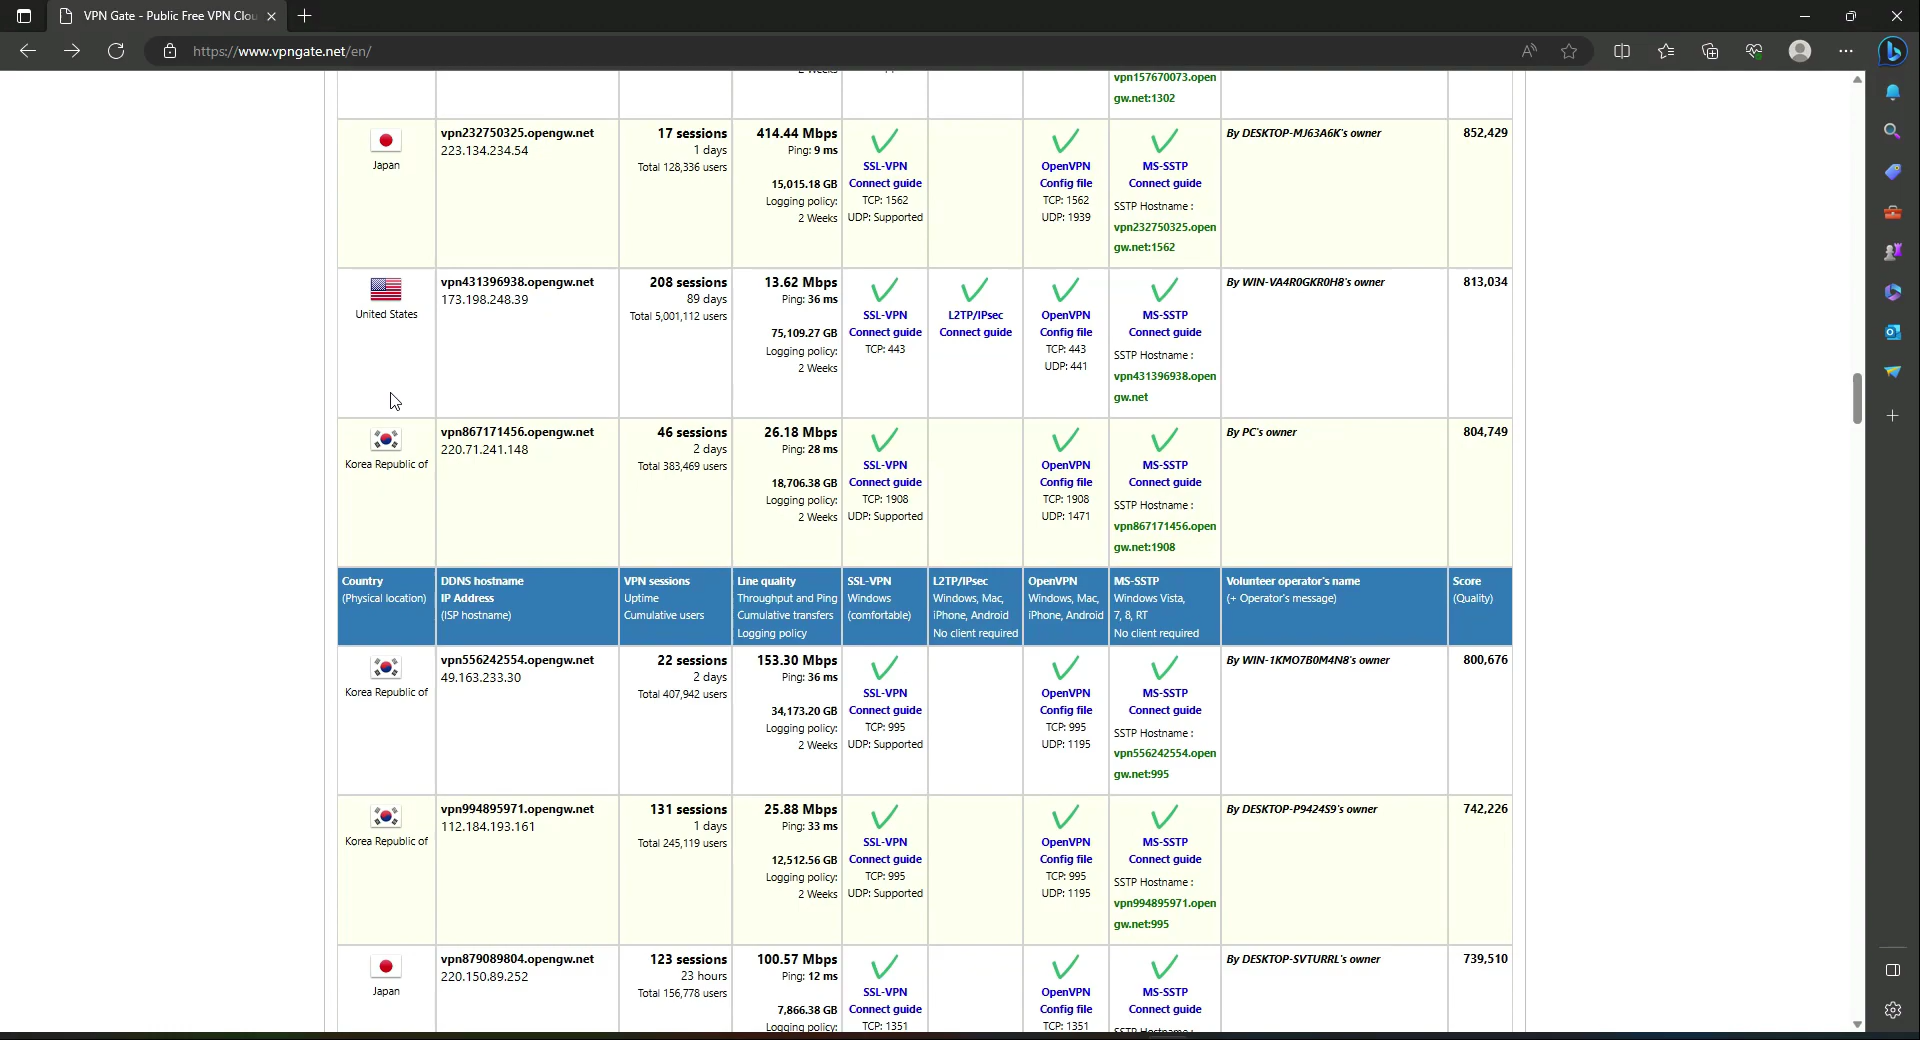 VPN Gate - Public Free VPN Clou
https://www.vpngate.net/en/
2 Weeks
vpn157670073.open
gw.net:1302
Japan
vpn232750325.opengw.net
223.134.234.54
17 sessions
1 days
Total 128,336 users
414.44 Mbps
Ping: 9 ms
15,015.18 GB
Logging policy:
2 Weeks
SSL-VPN
Connect guide
TCP: 1562
UDP: Supported
OpenVPN
Config file
TCP: 1562
UDP: 1939
MS-SSTP
Connect guide
SSTP Hostname :
vpn232750325.open
gw.net:1562
By DESKTOP-MJ63A6K's owner
852,429
United States
vpn431396938.opengw.net
173.198.248.39
208 sessions
89 days
Total 5,001,112 users
13.62 Mbps
Ping: 36 ms
75,109.27 GB
Logging policy:
2 Weeks
SSL-VPN
Connect guide
TCP: 443
L2TP/IPsec
Connect guide
OpenVPN
Config file
TCP: 443
UDP: 441
MS-SSTP
Connect guide
SSTP Hostname :
vpn431396938.open
gw.net
By WIN-VA4R0GKR0H8's owner
813,034
Korea Republic of
vpn867171456.opengw.net
220.71.241.148
46 sessions
2 days
Total 383,469 users
26.18 Mbps
Ping: 28 ms
18,706.38 GB
Logging policy:
2 Weeks
SSL-VPN
Connect guide
TCP: 1908
UDP: Supported
OpenVPN
Config file
TCP: 1908
UDP: 1471
MS-SSTP
Connect guide
SSTP Hostname :
vpn867171456.open
gw.net:1908
By PC's owner
804,749
Country
(Physical location)
DDNS hostname
IP Address
(ISP hostname)
VPN sessions
Uptime
Cumulative users
Line quality
Throughput and Ping
Cumulative transfers
Logging policy
SSL-VPN
Windows
(comfortable)
L2TP/IPsec
Windows, Mac,
iPhone, Android
No client required
OpenVPN
Windows, Mac,
iPhone, Android
MS-SSTP
Windows Vista,
7, 8, RT
No client required
Volunteer operator's name
(+ Operator's message)
Score
(Quality)
Korea Republic of
vpn556242554.opengw.net
49.163.233.30
22 sessions
2 days
Total 407,942 users
153.30 Mbps
Ping: 36 ms
34,173.20 GB
Logging policy:
2 Weeks
SSL-VPN
Connect guide
TCP: 995
UDP: Supported
OpenVPN
Config file
TCP: 995
UDP: 1195
MS-SSTP
Connect guide
SSTP Hostname :
vpn556242554.open
gw.net:995
By WIN-1KMO7B0M4N8's owner
800,676
Korea Republic of
vpn994895971.opengw.net
112.184.193.161
131 sessions
1 days
Total 245,119 users
25.88 Mbps
Ping: 33 ms
12,512.56 GB
Logging policy:
2 Weeks
SSL-VPN
Connect guide
TCP: 995
UDP: Supported
OpenVPN
Config file
TCP: 995
UDP: 1195
MS-SSTP
Connect guide
SSTP Hostname :
vpn994895971.open
gw.net:995
By DESKTOP-P9424S9's owner
742,226
Japan
vpn879089804.opengw.net
220.150.89.252
123 sessions
23 hours
Total 156,778 users
100.57 Mbps
Ping: 12 ms
7,866.38 GB
Logging policy:
SSL-VPN
Connect guide
TCP: 1351
OpenVPN
Config file
TCP: 1351
MS-SSTP
Connect guide
SSTP Hostname :
By DESKTOP-SVTURRL's owner
739,510